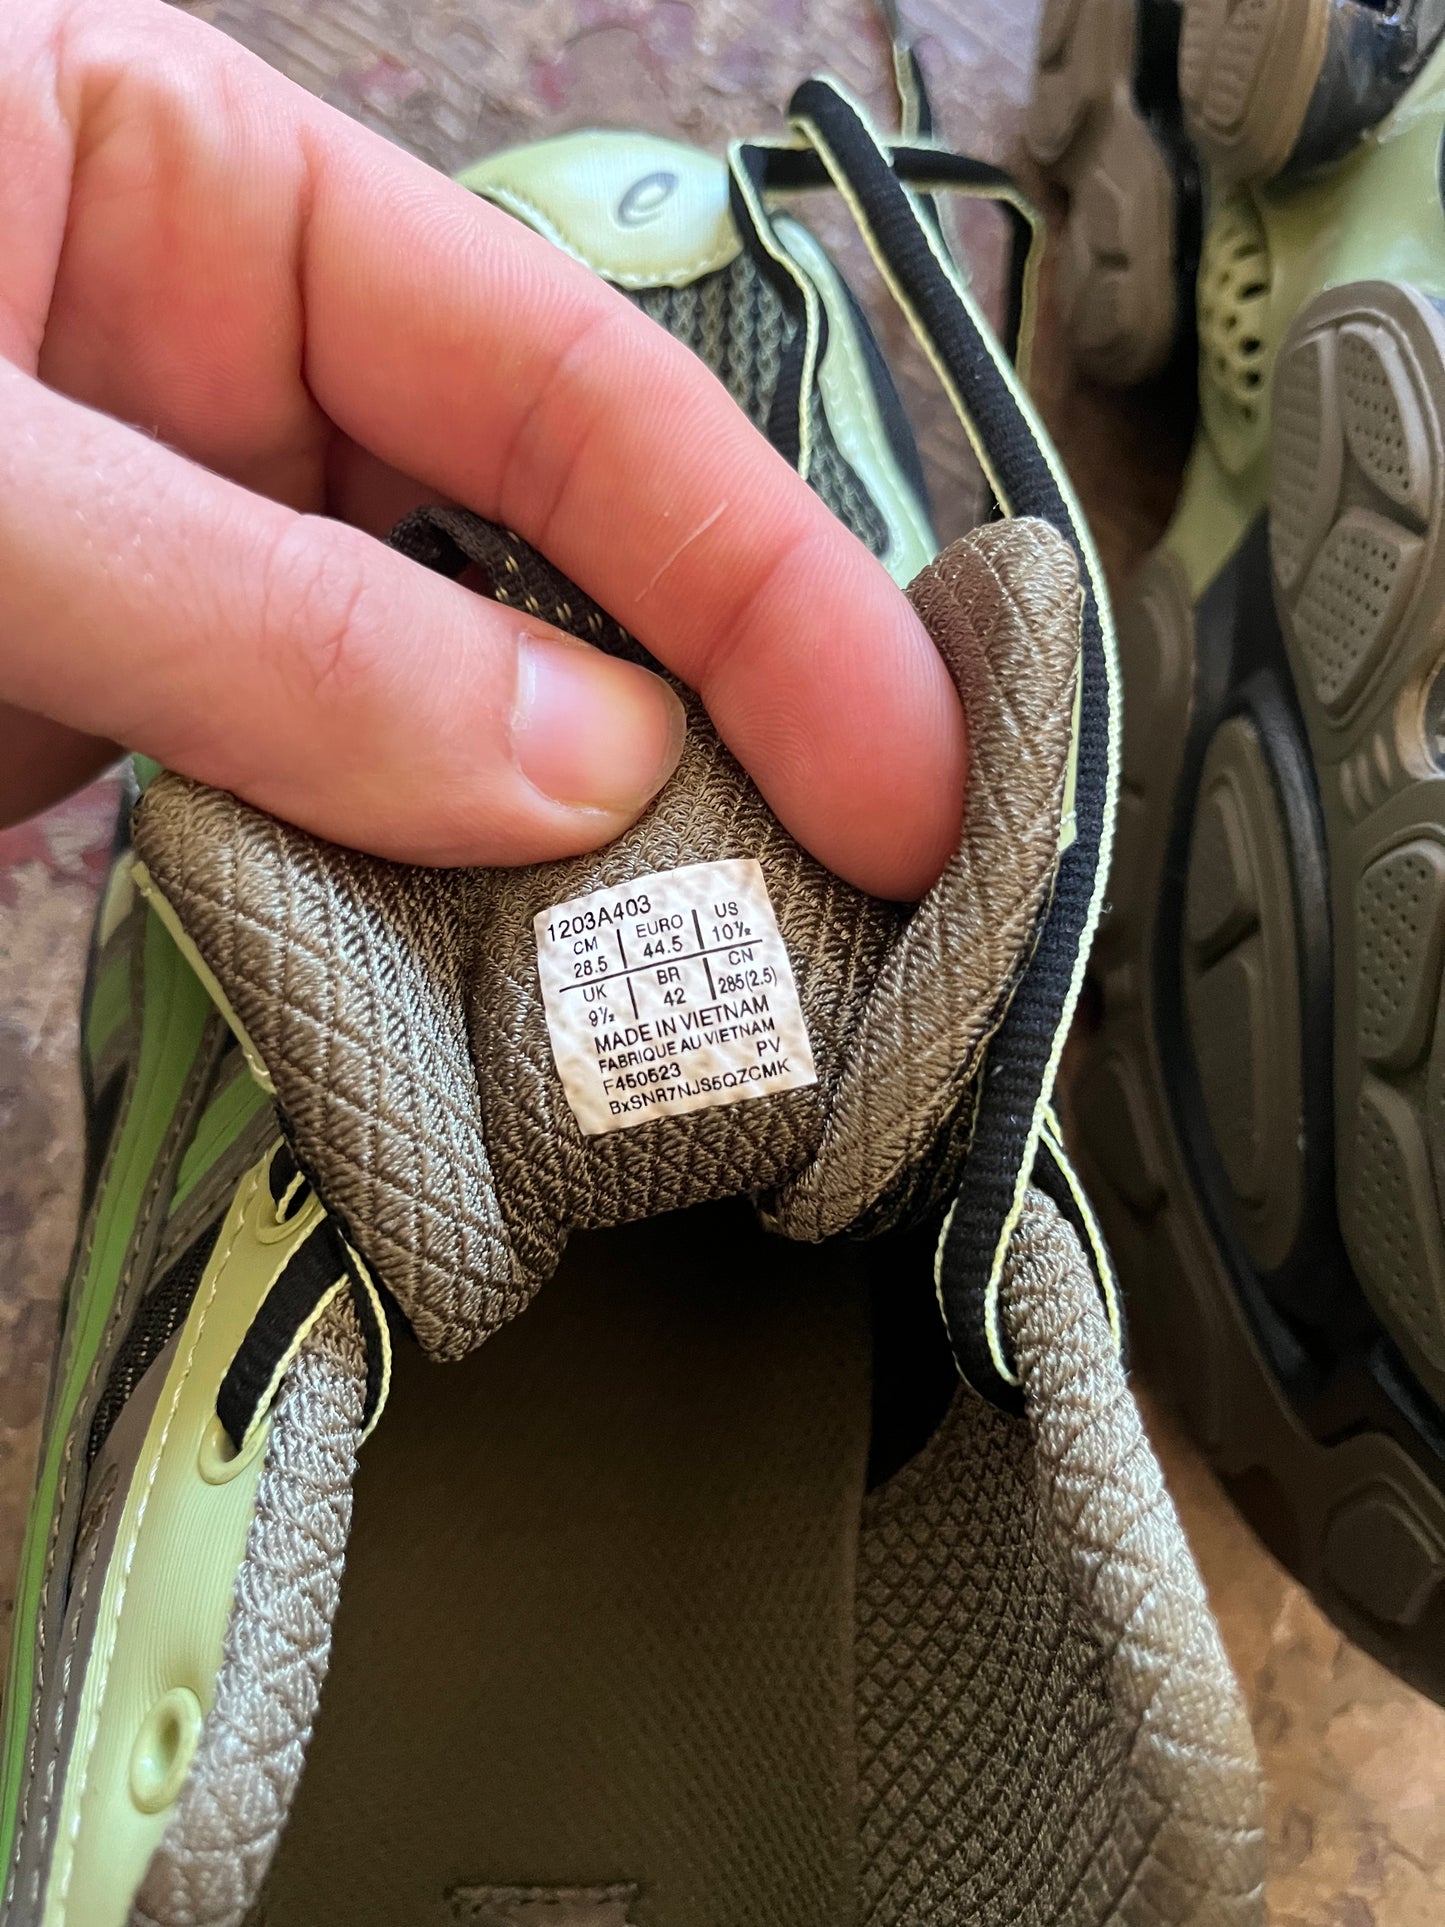 1203A403
CM EURO US
28.5 44.5 10½
UK BR CN
9½ 42 285(2.5)
MADE IN VIETNAM
FABRIQUE AU VIETNAM
PV
F450523
BxSNR7NJS5QZCMK